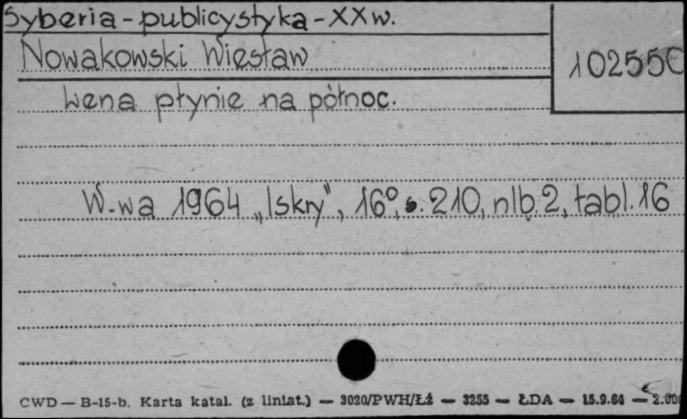 Syberia - publicystyka - XX w.
Nowakowski Wiesław
102550
Lena płynie na północ.
W-wa 1964 „Iskry”, 16°, s. 210, nlb. 2, tabl. 16
CWD — B-15-b. Karta katal. (z liniat.) — 3020/PWH/Łź — 3255 — ŁDA — 15.9.64 — 2.000